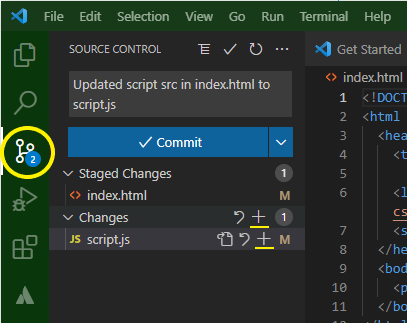 File Edit Selection View Go Run Terminal Help
SOURCE CONTROL
Get Started
Updated script src in index.html to
script.js
index.html
Commit
Staged Changes 1
index.html M
Changes 1
JS script.js M
2
1 <!DOCT
2 <html
3 <hea
4 <t
5
6 <l
cs
7 <s
8 </he
9 <bod
10 <p
11 </bo